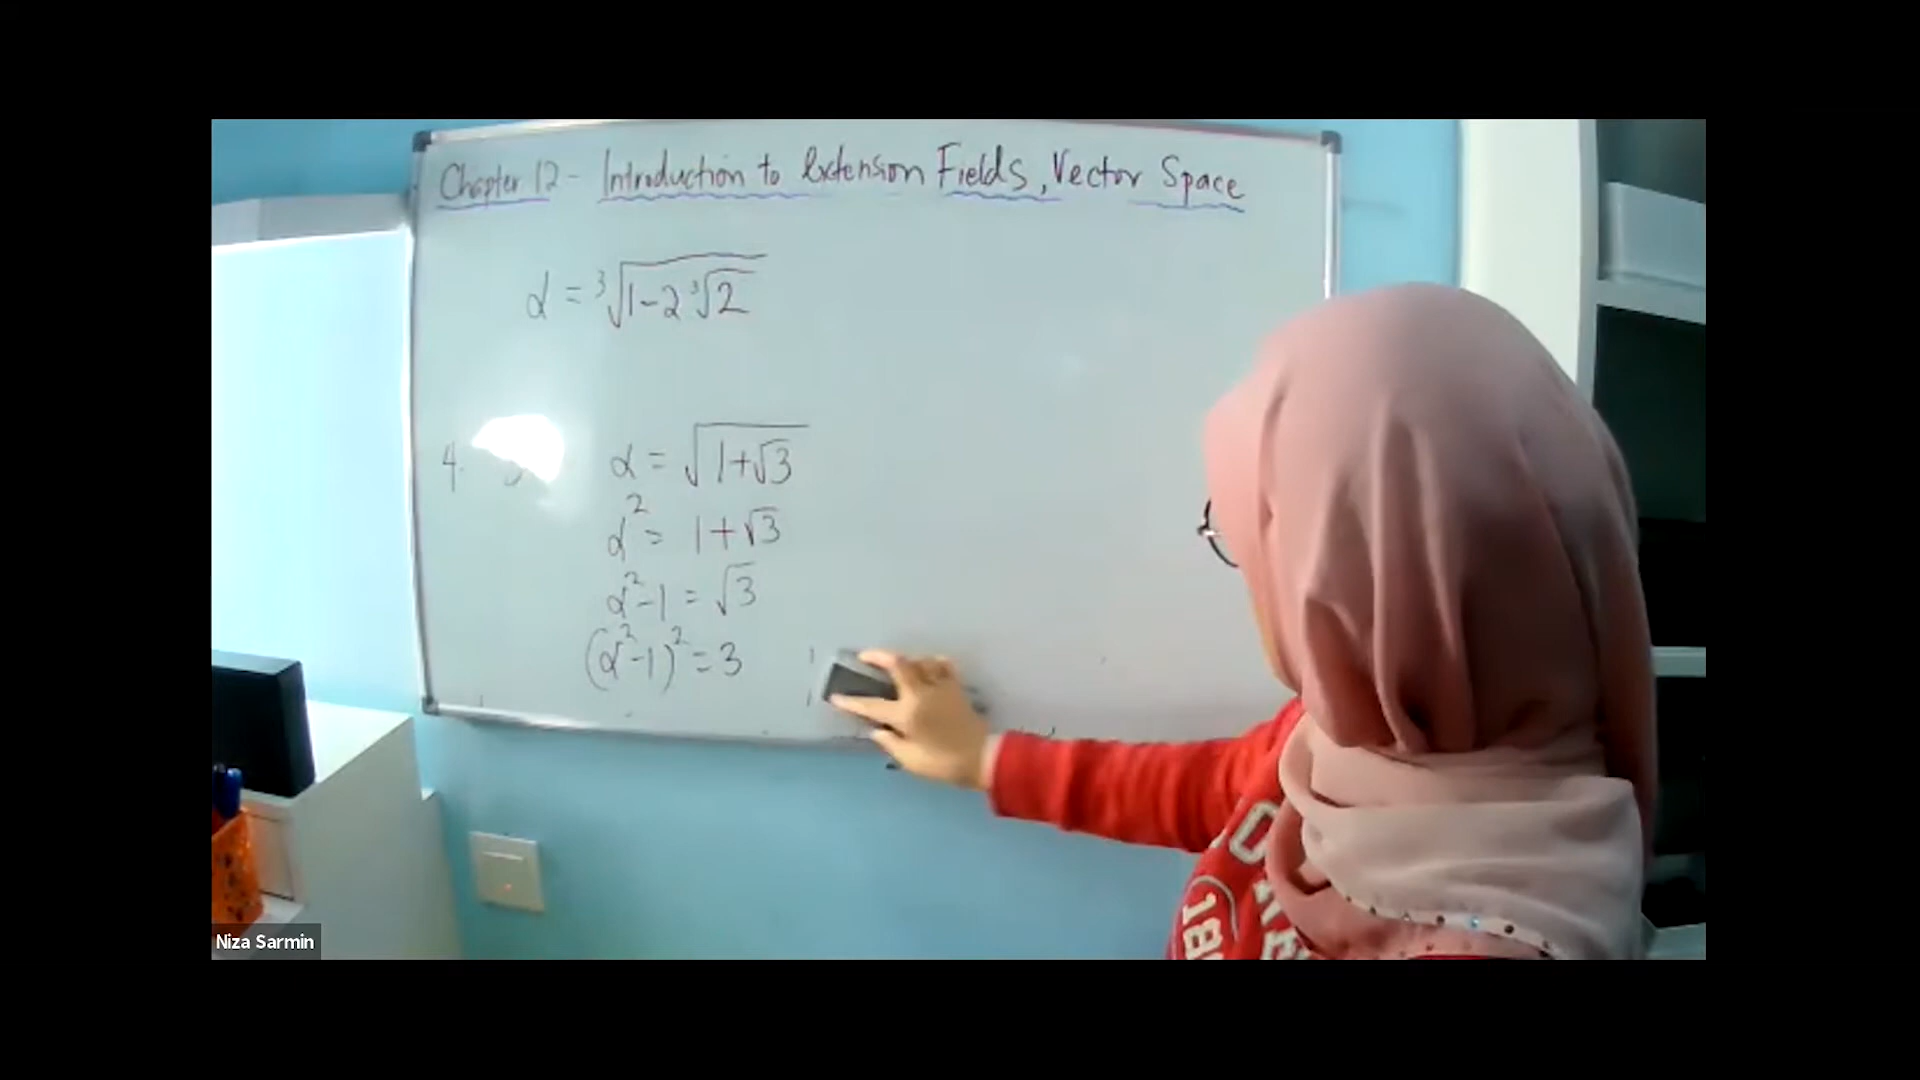 Chapter 12 - Introduction to Extension Fields, Vector Space
α = ∛(1-2∛2)
4.
α = √(1+√3)
α² = 1+√3
α²-1 = √3
(α²-1)² = 3
Niza Sarmin